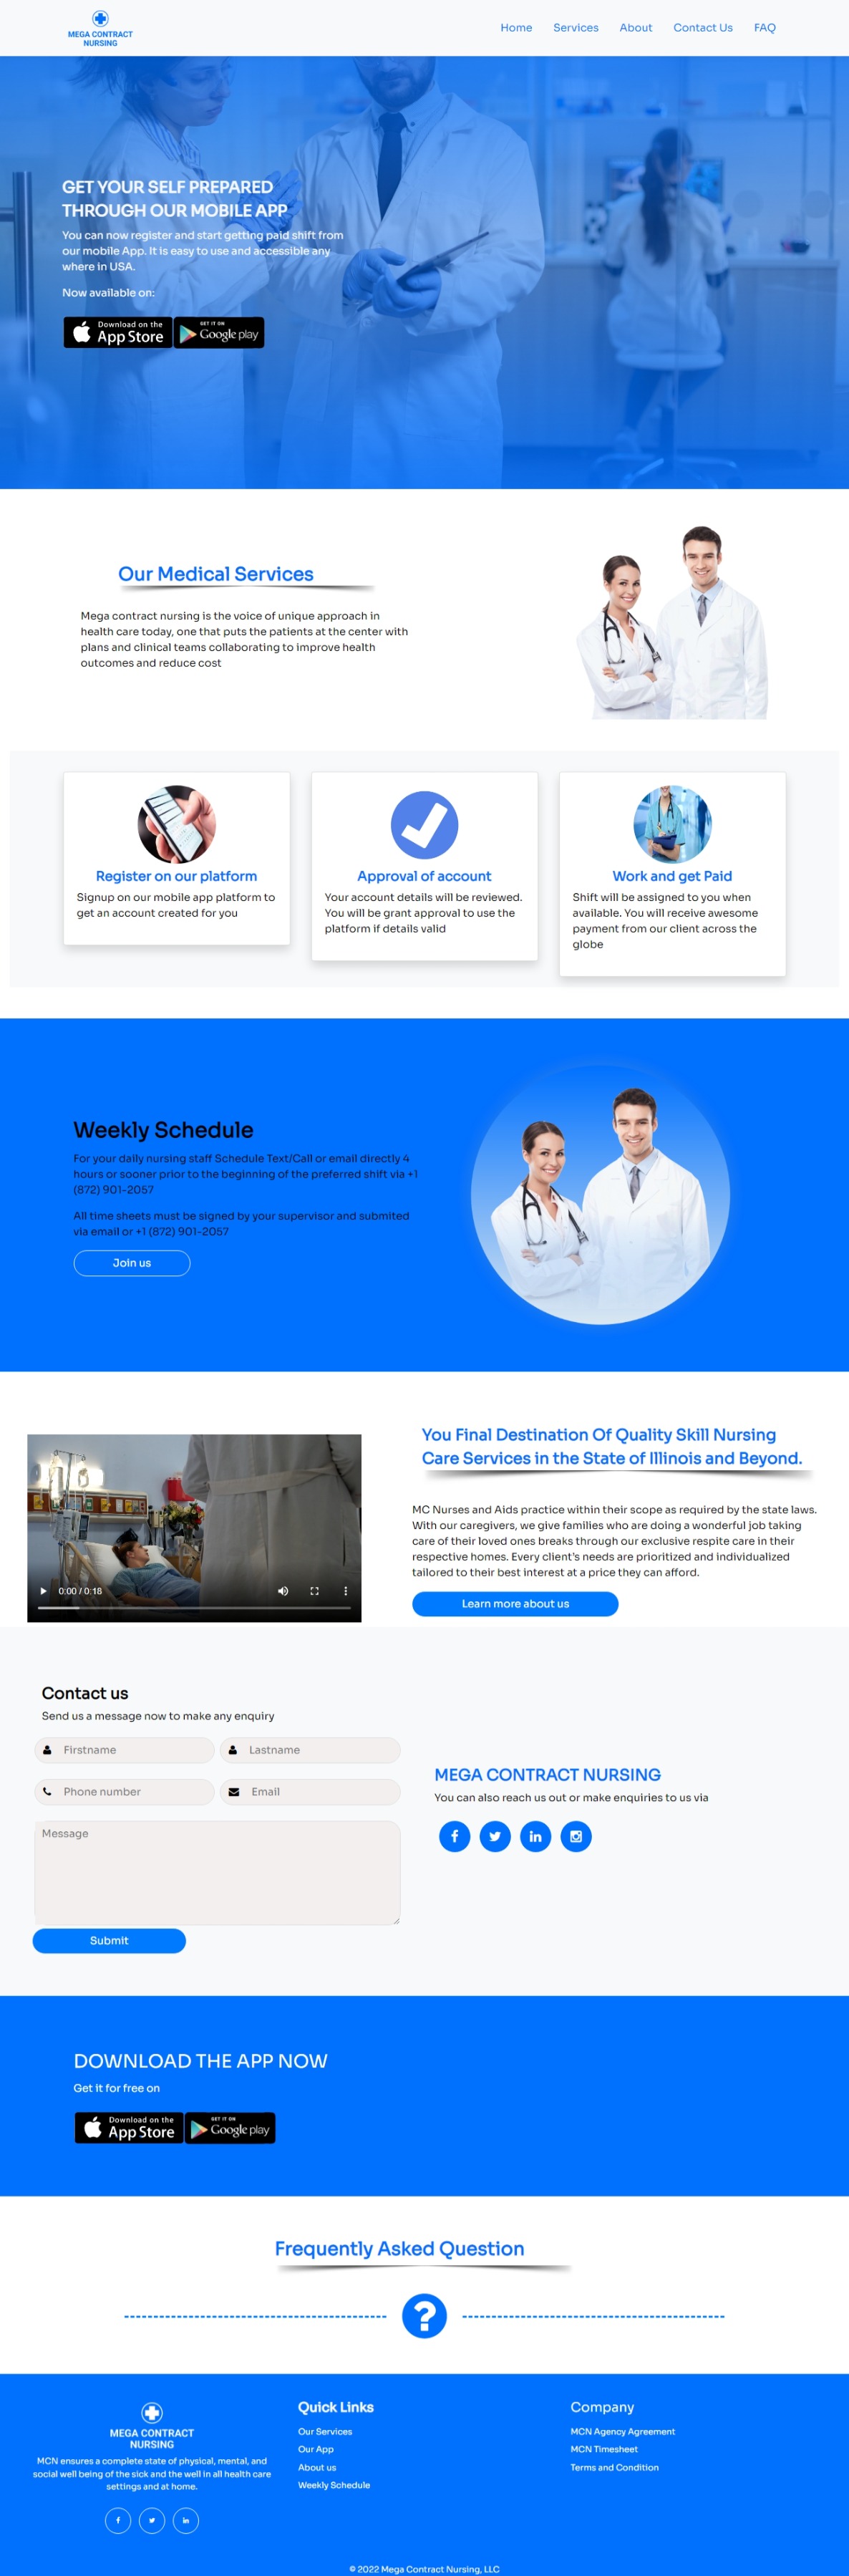 MEGA CONTRACT
NURSING
Home
Services
About
Contact Us
FAQ
GET YOUR SELF PREPARED
THROUGH OUR MOBILE APP
You can now register and start getting paid shift from
our mobile App. It is easy to use and accessible any
where in USA.
Now available on:
Download on the
App Store
GET IT ON
Google play
Our Medical Services
Mega contract nursing is the voice of unique approach in
health care today, one that puts the patients at the center with
plans and clinical teams collaborating to improve health
outcomes and reduce cost
Register on our platform
Signup on our mobile app platform to
get an account created for you
Approval of account
Your account details will be reviewed.
You will be grant approval to use the
platform if details valid
Work and get Paid
Shift will be assigned to you when
available. You will receive awesome
payment from our client across the
globe
Weekly Schedule
For your daily nursing staff Schedule Text/Call or email directly 4
hours or sooner prior to the beginning of the preferred shift via +1
(872) 901-2057
All time sheets must be signed by your supervisor and submited
via email or +1 (872) 901-2057
Join us
0:00 / 0:18
You Final Destination Of Quality Skill Nursing
Care Services in the State of Illinois and Beyond.
MC Nurses and Aids practice within their scope as required by the state laws.
With our caregivers, we give families who are doing a wonderful job taking
care of their loved ones breaks through our exclusive respite care in their
respective homes. Every client's needs are prioritized and individualized
tailored to their best interest at a price they can afford.
Learn more about us
Contact us
Send us a message now to make any enquiry
Firstname
Lastname
Phone number
Email
Message
Submit
MEGA CONTRACT NURSING
You can also reach us out or make enquiries to us via
DOWNLOAD THE APP NOW
Get it for free on
Download on the
App Store
GET IT ON
Google play
Frequently Asked Question
MEGA CONTRACT
NURSING
MCN ensures a complete state of physical, mental, and
social well being of the sick and the well in all health care
settings and at home.
Quick Links
Our Services
Our App
About us
Weekly Schedule
Company
MCN Agency Agreement
MCN Timesheet
Terms and Condition
© 2022 Mega Contract Nursing, LLC